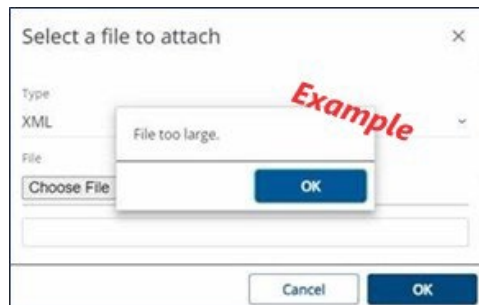 Select a file to attach
Type
XML
Example
File too large.
OK
File
Choose File
Cancel
OK